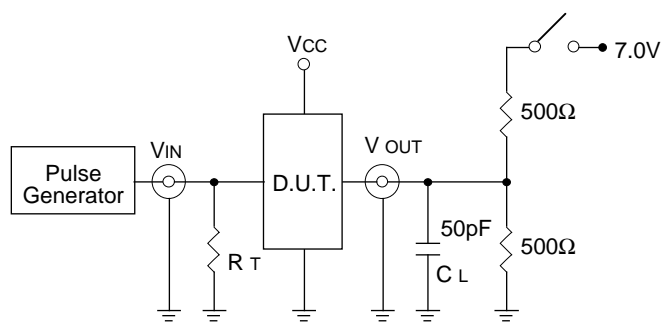 7.0V
VCC
500Ω
VIN
V OUT
Pulse
Generator
D.U.T.
50pF
500Ω
R T
C L